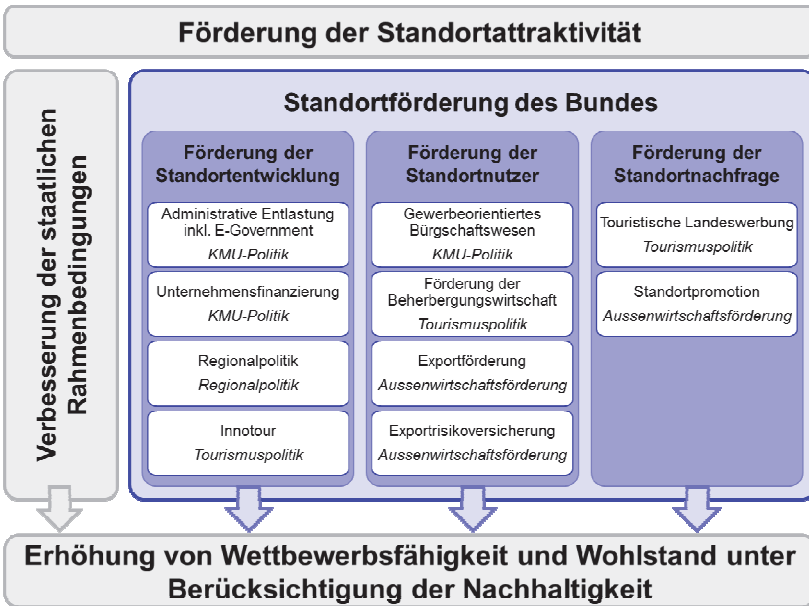 Förderung der Standortattraktivität
Verbesserung der staatlichen
Rahmenbedingungen
Standortförderung des Bundes
Förderung der
Standortentwicklung
Administrative Entlastung
inkl. E-Government
KMU-Politik
Unternehmensfinanzierung
KMU-Politik
Regionalpolitik
Regionalpolitik
Innotour
Tourismuspolitik
Förderung der
Standortnutzer
Gewerbeorientiertes
Bürgschaftswesen
KMU-Politik
Förderung der
Beherbergungswirtschaft
Tourismuspolitik
Exportförderung
Aussenwirtschaftsförderung
Exportrisikoversicherung
Aussenwirtschaftsförderung
Förderung der
Standortnachfrage
Touristische Landeswerbung
Tourismuspolitik
Standortpromotion
Aussenwirtschaftsförderung
Erhöhung von Wettbewerbsfähigkeit und Wohlstand unter
Berücksichtigung der Nachhaltigkeit